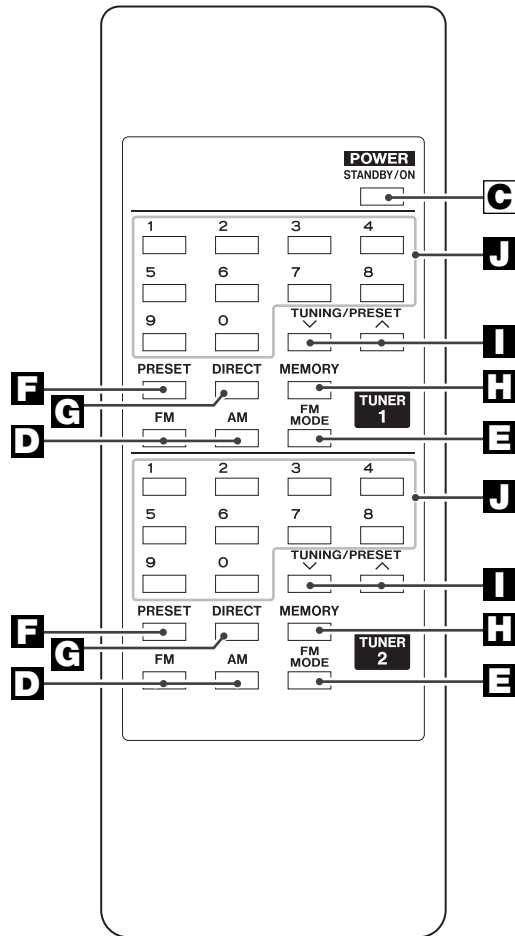 POWER
STANDBY/ON
C
1 2 3 4
J
5 6 7 8
TUNING/PRESET
9 0
I
PRESET DIRECT MEMORY
F
H
G
FM AM FM MODE
TUNER 1
D
E
1 2 3 4
J
5 6 7 8
TUNING/PRESET
9 0
I
PRESET DIRECT MEMORY
F
H
G
FM AM FM MODE
TUNER 2
D
E